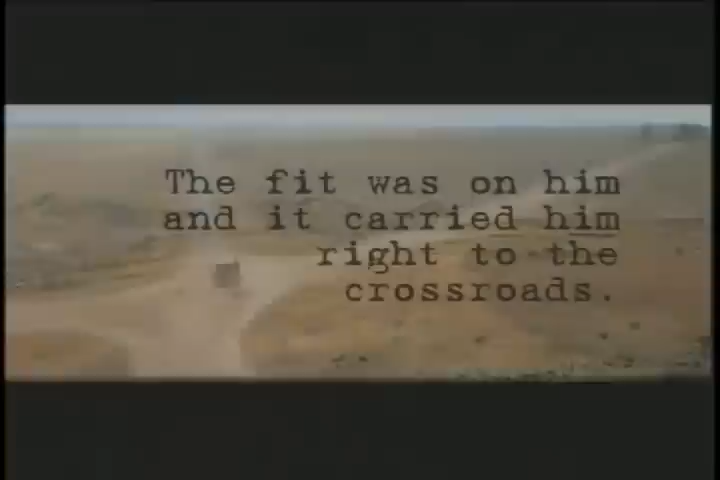 The fit was on him
and it carried him
right to the
crossroads.